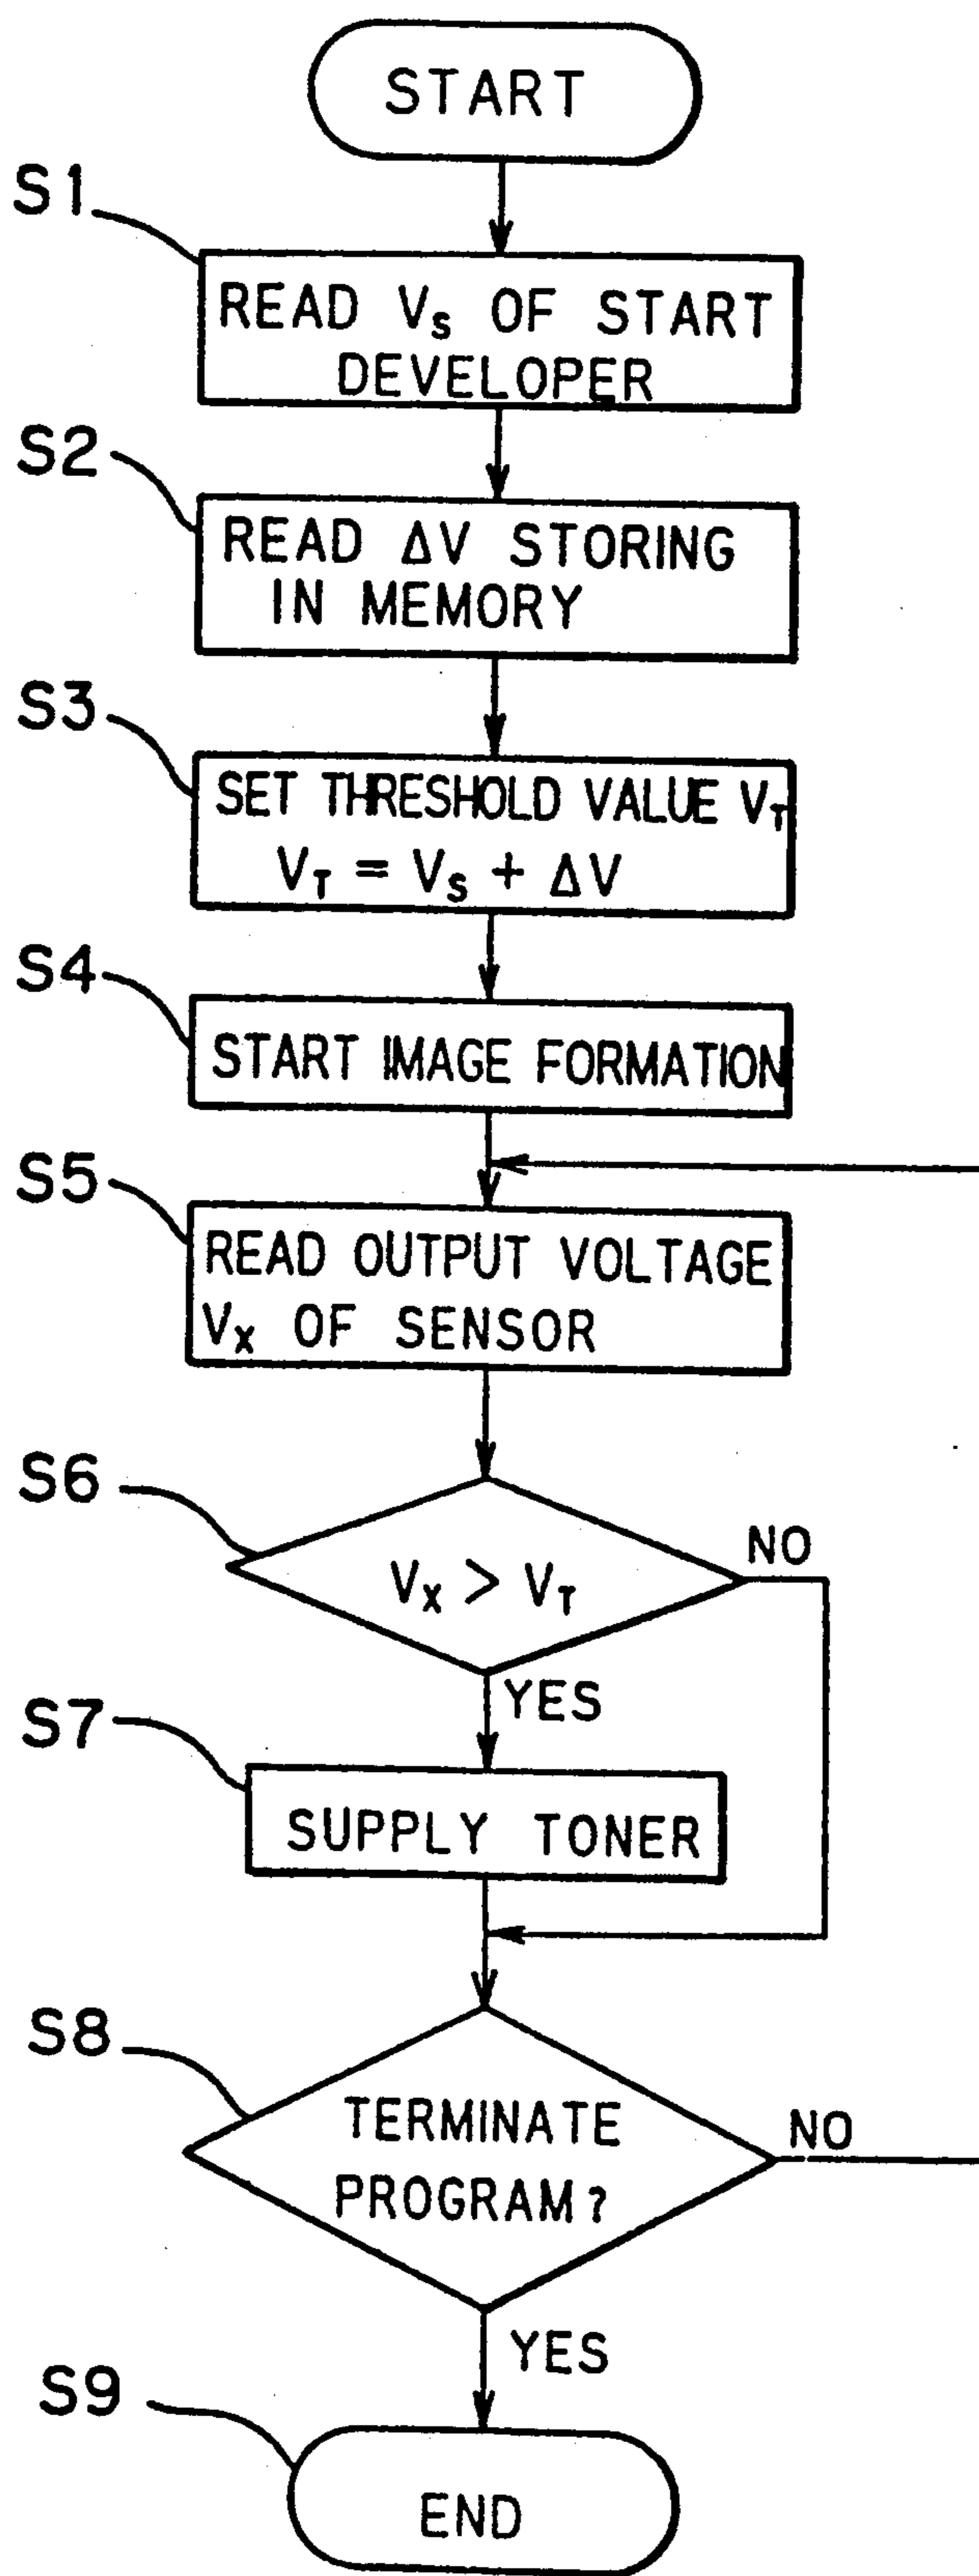 START
S1
READ Vs OF START
DEVELOPER
S2
READ ΔV STORING
IN MEMORY
S3
SET THRESHOLD VALUE VT
VT = VS + ΔV
S4
START IMAGE FORMATION
S5
READ OUTPUT VOLTAGE
VX OF SENSOR
S6
VX > VT
NO
YES
S7
SUPPLY TONER
S8
TERMINATE
PROGRAM?
NO
YES
S9
END